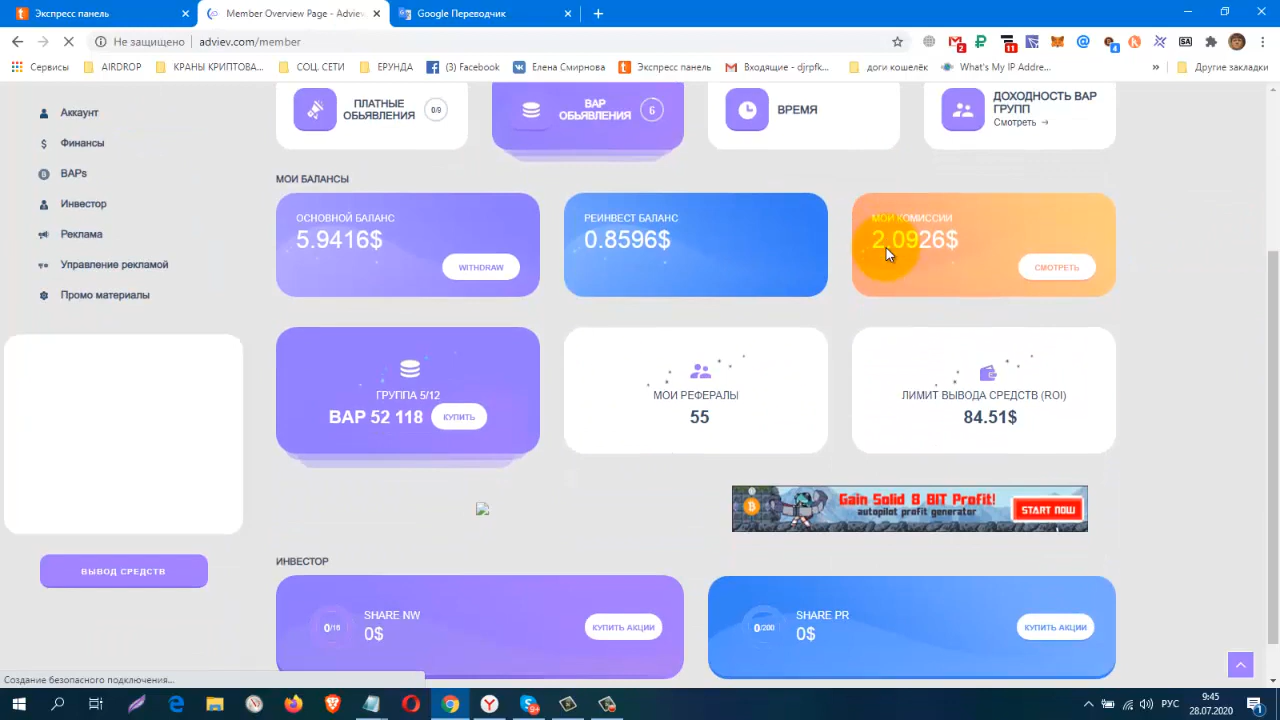 Экспресс панель
Member Overview Page - Adview
Google Переводчик
Не защищено
adviev.com/member
2
11
4
SA
Сервисы
AIRDROP
КРАНЫ КРИПТОВА...
СОЦ СЕТИ
ЕРУНДА
(3) Facebook
Елена Смирнова
Экспресс панель
Входящие - djrpfk...
доги кошелёк
What's My IP Addre...
»
Другие закладки
Аккаунт
Финансы
BAPs
Инвестор
Реклама
Управление рекламой
Промо материалы
ВЫВОД СРЕДСТВ
ПЛАТНЫЕ
ОБЬЯВЛЕНИЯ
0/9
BAP
ОБЬЯВЛЕНИЯ
6
ВРЕМЯ
ДОХОДНОСТЬ BAP
ГРУПП
Смотреть →
МОИ БАЛАНСЫ
ОСНОВНОЙ БАЛАНС
5.9416$
WITHDRAW
РЕИНВЕСТ БАЛАНС
0.8596$
МОИ КОМИССИИ
2.0926$
СМОТРЕТЬ
ГРУППА 5/12
BAP 52 118
КУПИТЬ
МОИ РЕФЕРАЛЫ
55
ЛИМИТ ВЫВОДА СРЕДСТВ (ROI)
84.51$
Gain Solid 8 BIT Profit!
autopilot profit generator
START NOW
ИНВЕСТОР
SHARE NW
0/16
0$
КУПИТЬ АКЦИИ
SHARE PR
0/200
0$
КУПИТЬ АКЦИИ
Создание безопасного подключения...
РУС
9:45
28.07.2020